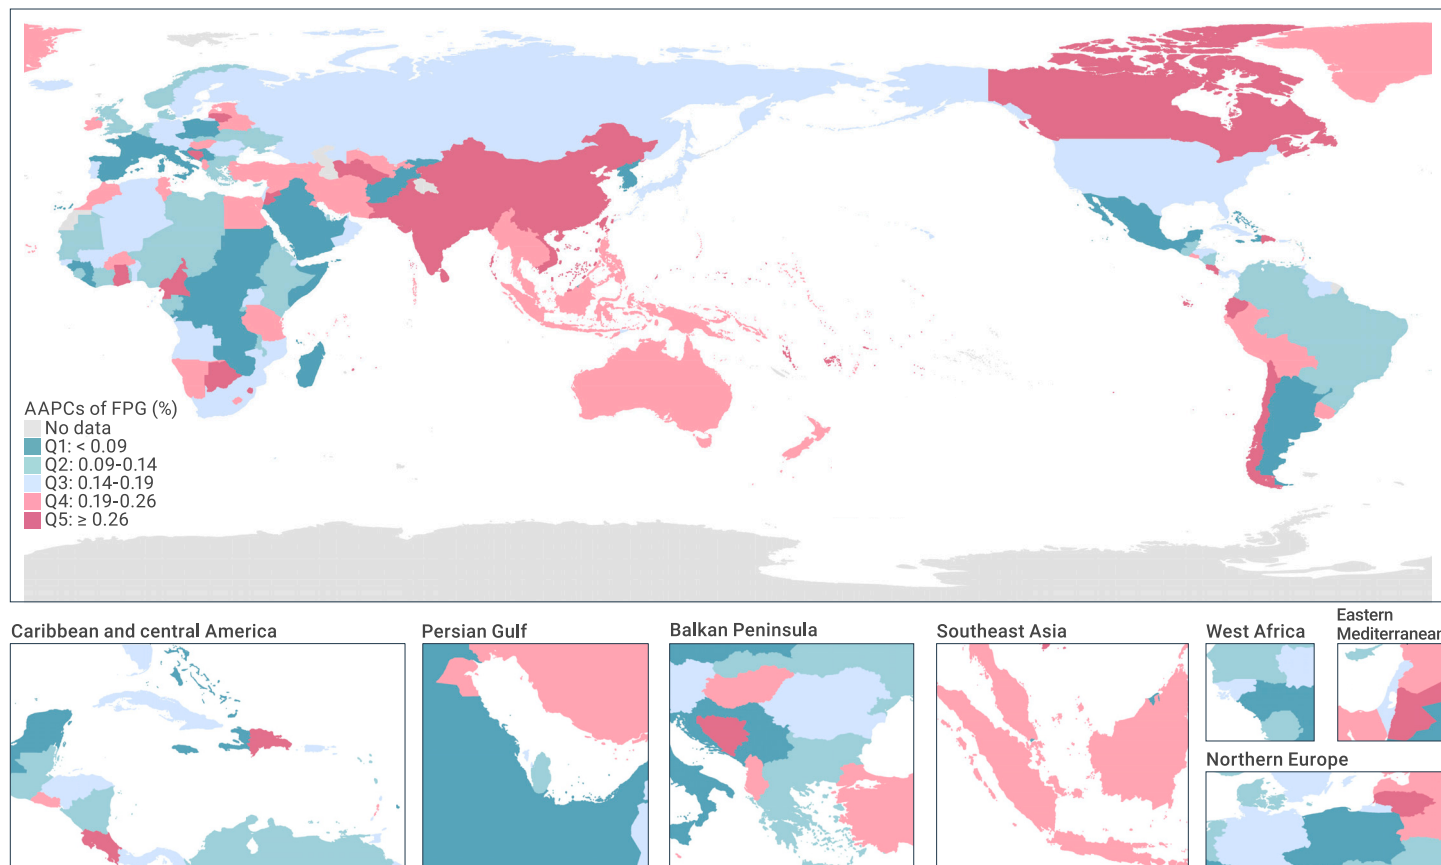 AAPCs of FPG (%)
No data
Q1: < 0.09
Q2: 0.09-0.14
Q3: 0.14-0.19
Q4: 0.19-0.26
Q5: ≥ 0.26
Caribbean and central America
Persian Gulf
Balkan Peninsula
Southeast Asia
West Africa
Eastern
Mediterranean
Northern Europe